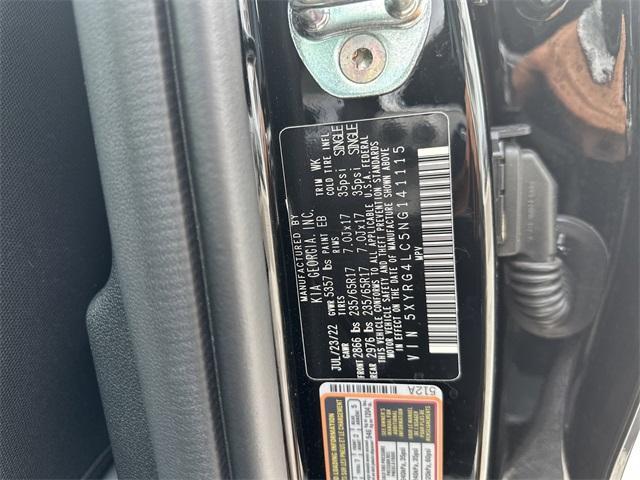 MANUFACTURED BY
KIA GEORGIA, INC.
JUL/23/22 GVWR 5357 lbs PAINT EB TRIM WK
GAWR TIRES RIMS COLD TIRE INFL
FRONT 2866 lbs 235/65R17 7.0Jx17 35psi SINGLE
REAR 2976 lbs 235/65R17 7.0Jx17 35psi SINGLE
THIS VEHICLE CONFORMS TO ALL APPLICABLE U.S.A. FEDERAL
MOTOR VEHICLE SAFETY AND THEFT PREVENTION STANDARDS
IN EFFECT ON THE DATE OF MANUFACTURE SHOWN ABOVE
VIN 5XYRG4LC5NG141115
MPV
512A
LOADING INFORMATION